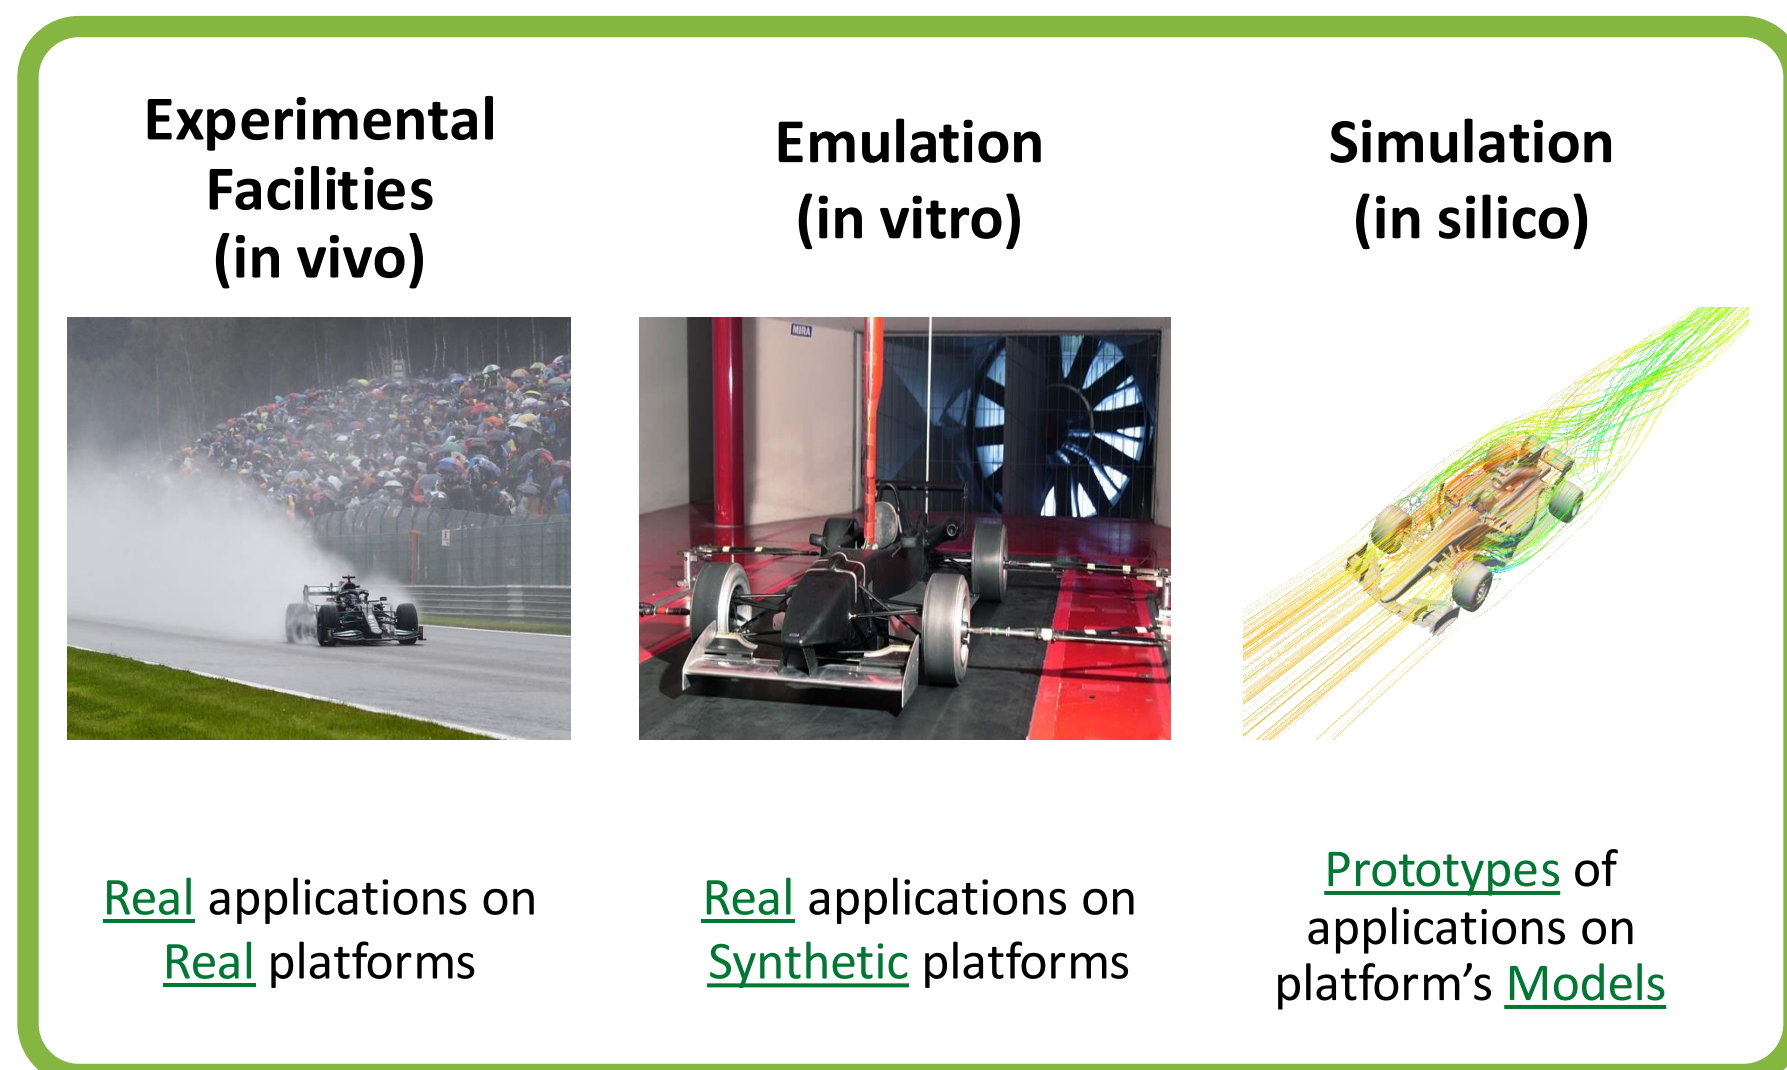 Experimental
Facilities
(in vivo)
Emulation
(in vitro)
Simulation
(in silico)
MIRA
Real applications on
Real platforms
Real applications on
Synthetic platforms
Prototypes of
applications on
platform’s Models